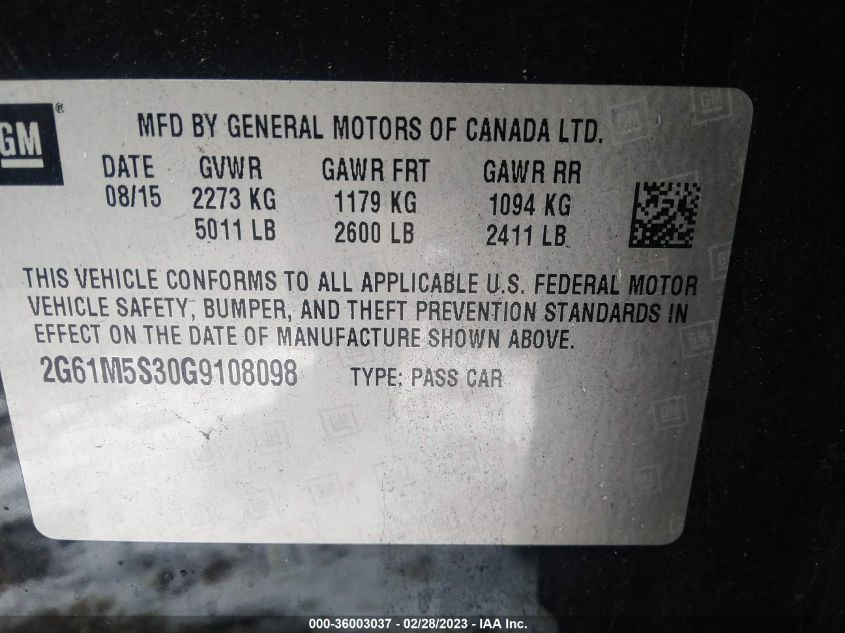 GM ®
MFD BY GENERAL MOTORS OF CANADA LTD.
DATE GVWR GAWR FRT GAWR RR
08/15 2273 KG 1179 KG 1094 KG
5011 LB 2600 LB 2411 LB
THIS VEHICLE CONFORMS TO ALL APPLICABLE U.S. FEDERAL MOTOR
VEHICLE SAFETY, BUMPER, AND THEFT PREVENTION STANDARDS IN
EFFECT ON THE DATE OF MANUFACTURE SHOWN ABOVE.
2G61M5S30G9108098 TYPE: PASS CAR
000-36003037 - 02/28/2023 - IAA Inc.